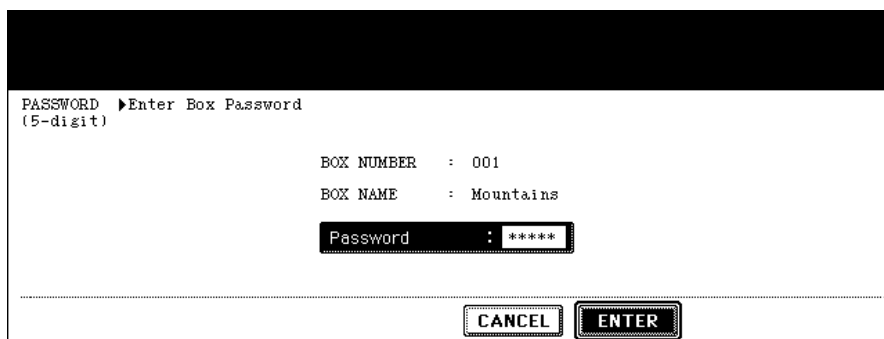 PASSWORD ▶Enter Box Password
(5-digit)
BOX NUMBER : 001
BOX NAME : Mountains
Password : *****
CANCEL ENTER